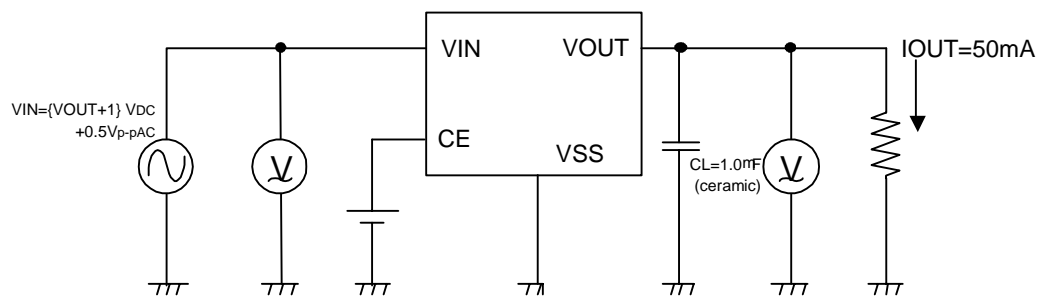 VIN
VOUT
IOUT=50mA
VIN={VOUT+1} VDC
+0.5Vp-pAC
V
CE
VSS
CL=1.0mF
(ceramic)
V